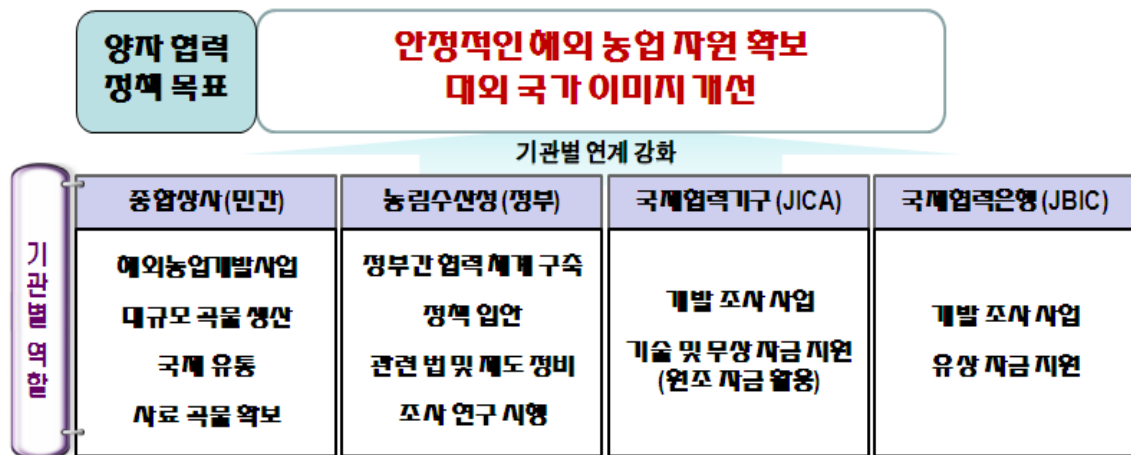 양자 협력
정책 목표
안정적인 해외 농업 자원 확보
대외 국가 이미지 개선
기관별 연계 강화
기관별 역할
종합상사(민간)
해외농업개발사업
대규모 곡물 생산
국제 유통
사료 곡물 확보
농림수산성(정부)
정부간 협력 체계 구축
정책 입안
관련 법 및 제도 정비
조사 연구 시행
국제협력기구(JICA)
개발 조사 사업
기술 및 무상 자금 지원
(원조 자금 활용)
국제협력은행(JBIC)
개발 조사 사업
유상 자금 지원